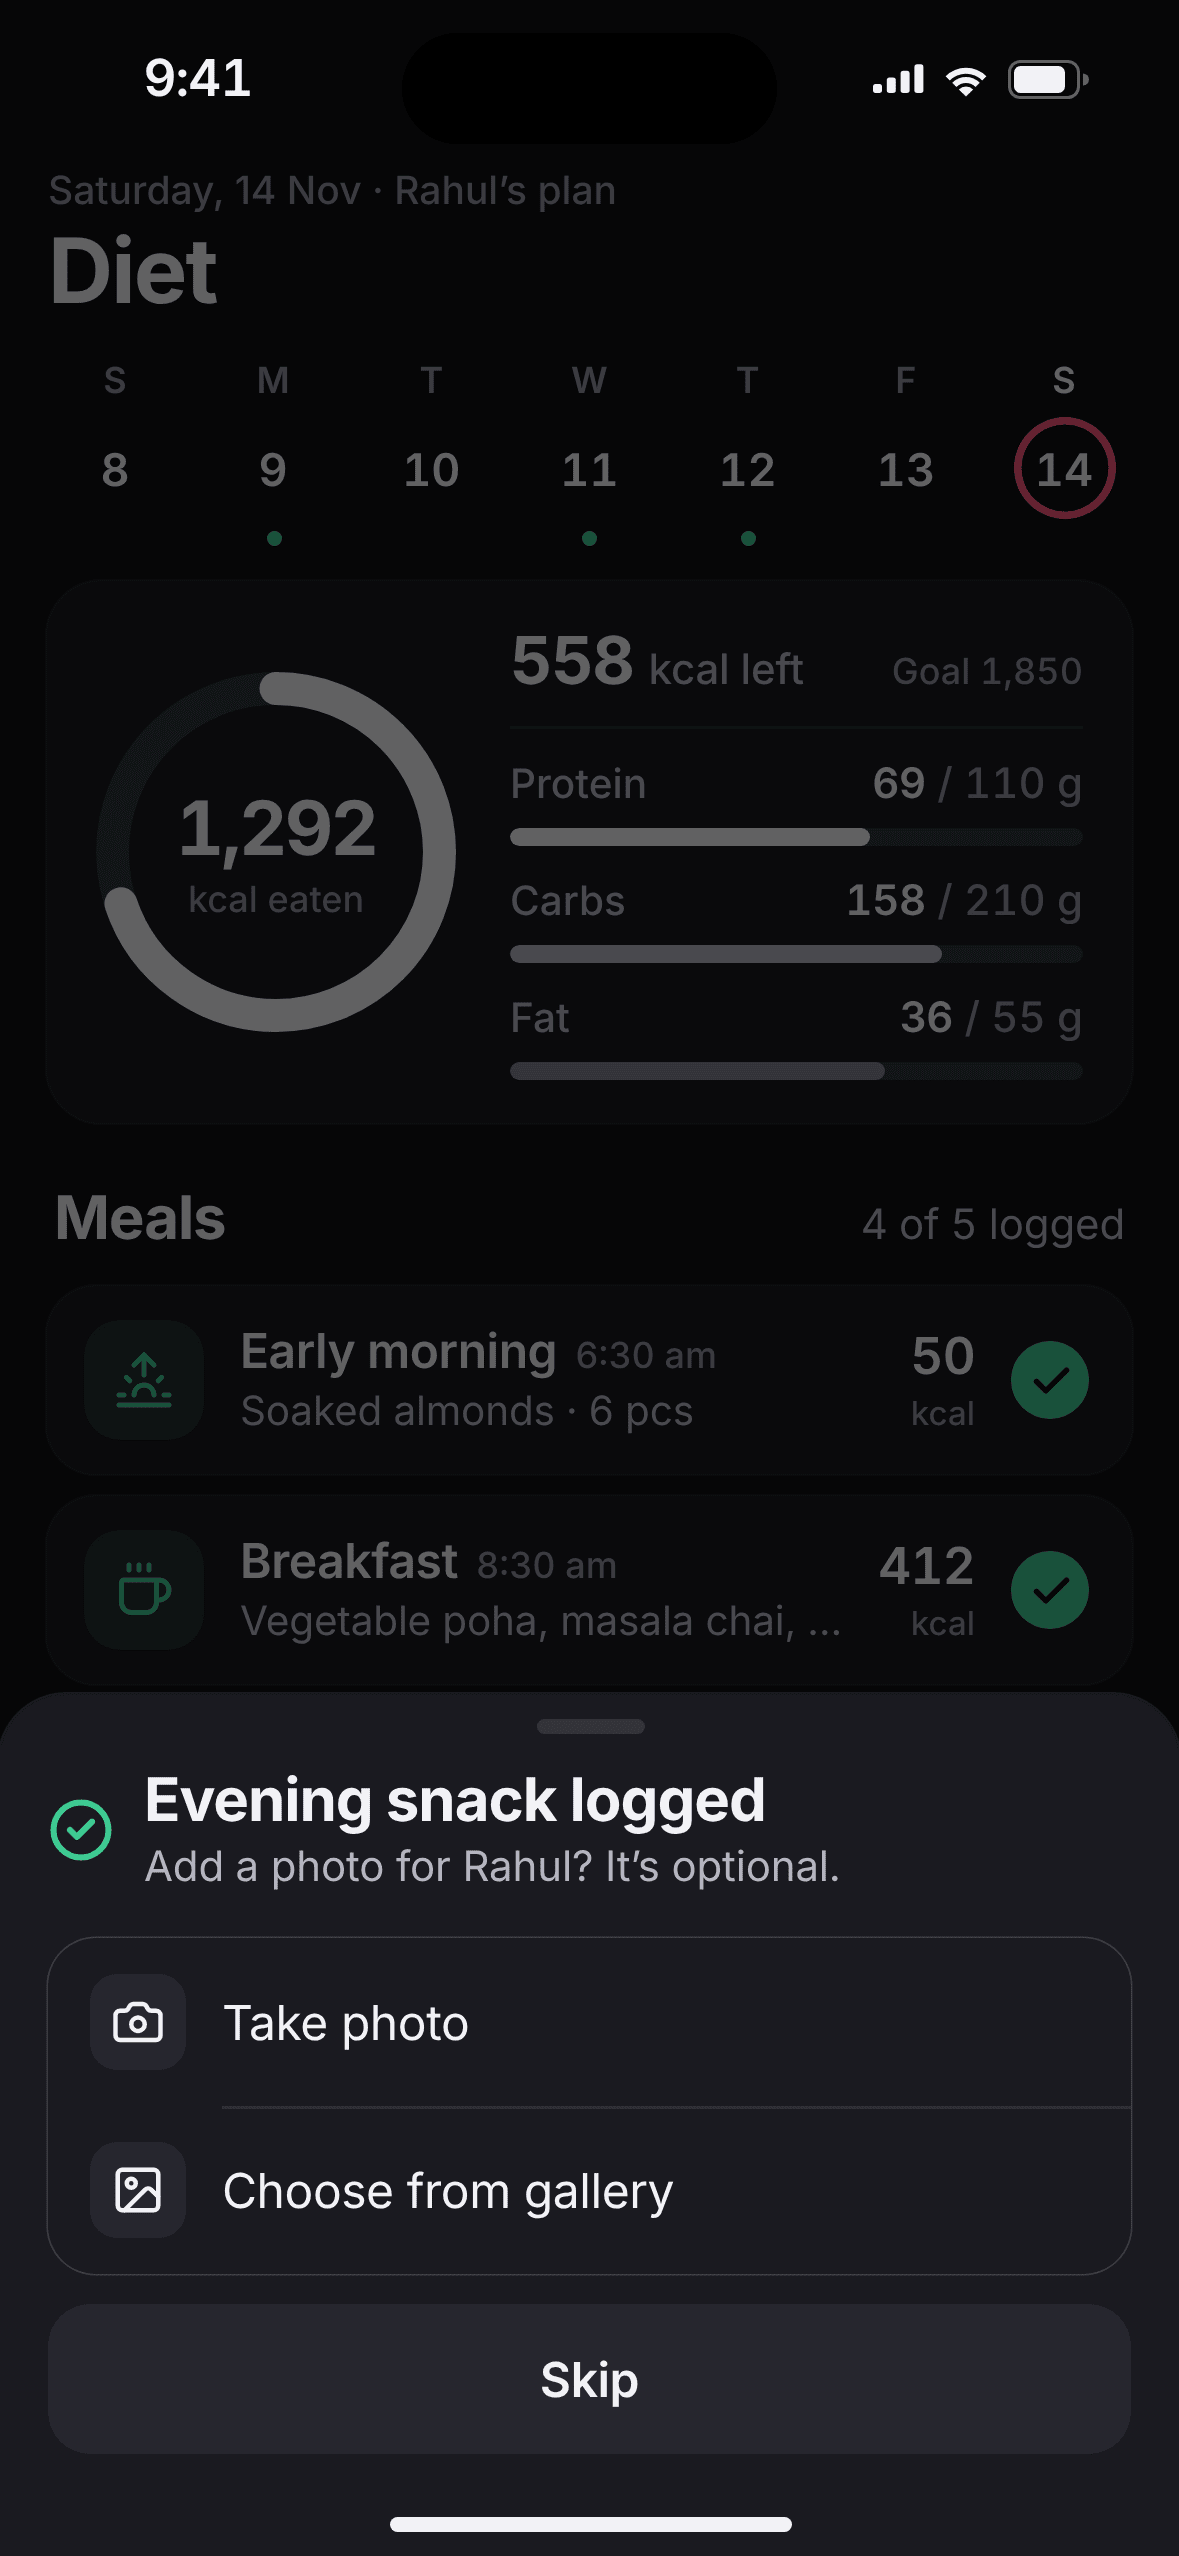 9:41
Saturday, 14 Nov · Rahul’s plan
Diet
S M T W T F S
8 9 10 11 12 13 14
558 kcal left Goal 1,850
1,292
kcal eaten
Protein 69 / 110 g
Carbs 158 / 210 g
Fat 36 / 55 g
Meals 4 of 5 logged
Early morning 6:30 am 50
Soaked almonds · 6 pcs kcal
Breakfast 8:30 am 412
Vegetable poha, masala chai, ... kcal
Evening snack logged
Add a photo for Rahul? It’s optional.
Take photo
Choose from gallery
Skip